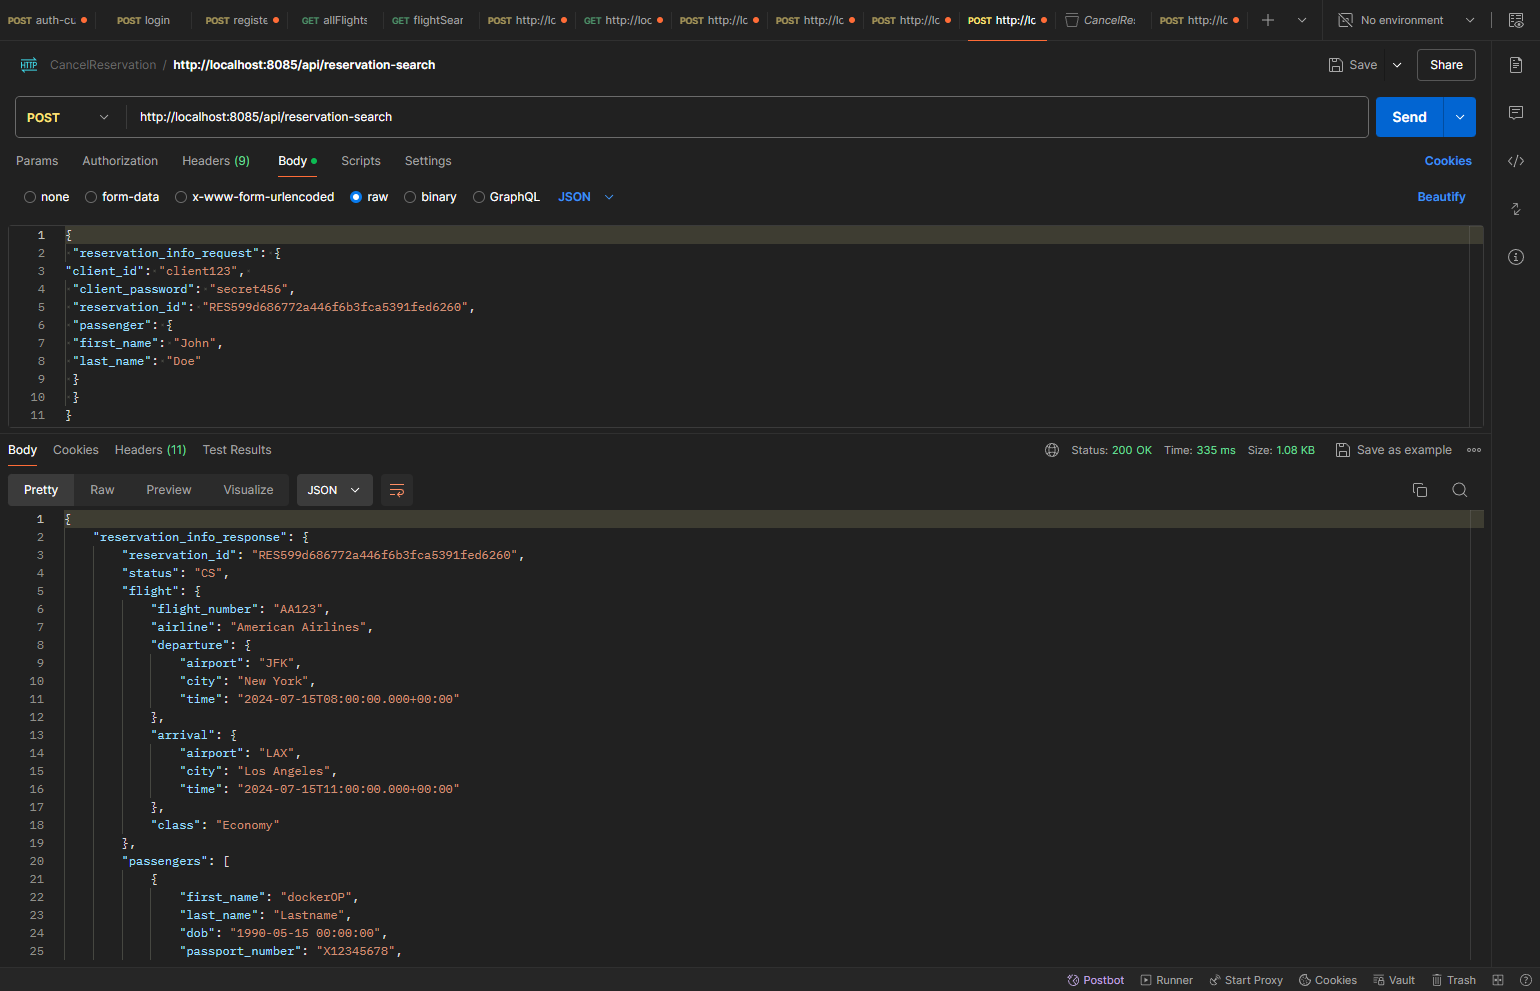 POST auth-cu POST login POST registe GET allFlights GET flightSear POST http://lc GET http://loc POST http://lc POST http://lc POST http://lc POST http://lc CancelRes POST http://lc No environment
HTTP CancelReservation / http://localhost:8085/api/reservation-search Save Share
POST http://localhost:8085/api/reservation-search Send
Params Authorization Headers (9) Body Scripts Settings Cookies
none form-data x-www-form-urlencoded raw binary GraphQL JSON Beautify
1 {
2 "reservation_info_request": {
3 "client_id": "client123",
4 "client_password": "secret456",
5 "reservation_id": "RES599d686772a446f6b3fca5391fed6260",
6 "passenger": {
7 "first_name": "John",
8 "last_name": "Doe"
9 }
10 }
11 }
Body Cookies Headers (11) Test Results Status: 200 OK Time: 335 ms Size: 1.08 KB Save as example
Pretty Raw Preview Visualize JSON
1 {
2 "reservation_info_response": {
3 "reservation_id": "RES599d686772a446f6b3fca5391fed6260",
4 "status": "CS",
5 "flight": {
6 "flight_number": "AA123",
7 "airline": "American Airlines",
8 "departure": {
9 "airport": "JFK",
10 "city": "New York",
11 "time": "2024-07-15T08:00:00.000+00:00"
12 },
13 "arrival": {
14 "airport": "LAX",
15 "city": "Los Angeles",
16 "time": "2024-07-15T11:00:00.000+00:00"
17 },
18 "class": "Economy"
19 },
20 "passengers": [
21 {
22 "first_name": "dockerOP",
23 "last_name": "Lastname",
24 "dob": "1990-05-15 00:00:00",
25 "passport_number": "X12345678",
Postbot Runner Start Proxy Cookies Vault Trash